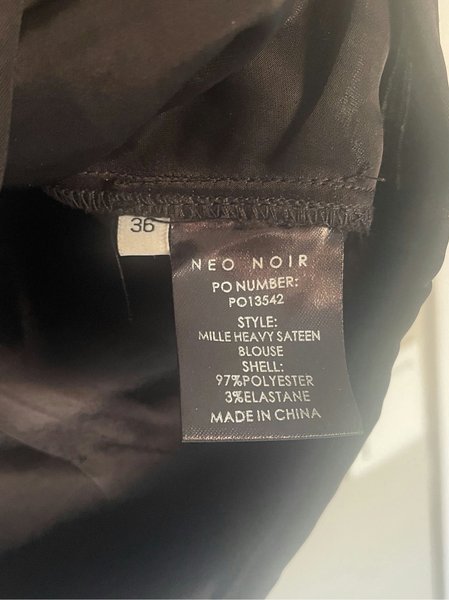 36
NEO NOIR
PO NUMBER:
PO13542
STYLE:
MILLE HEAVY SATEEN
BLOUSE
SHELL:
97%POLYESTER
3%ELASTANE
MADE IN CHINA